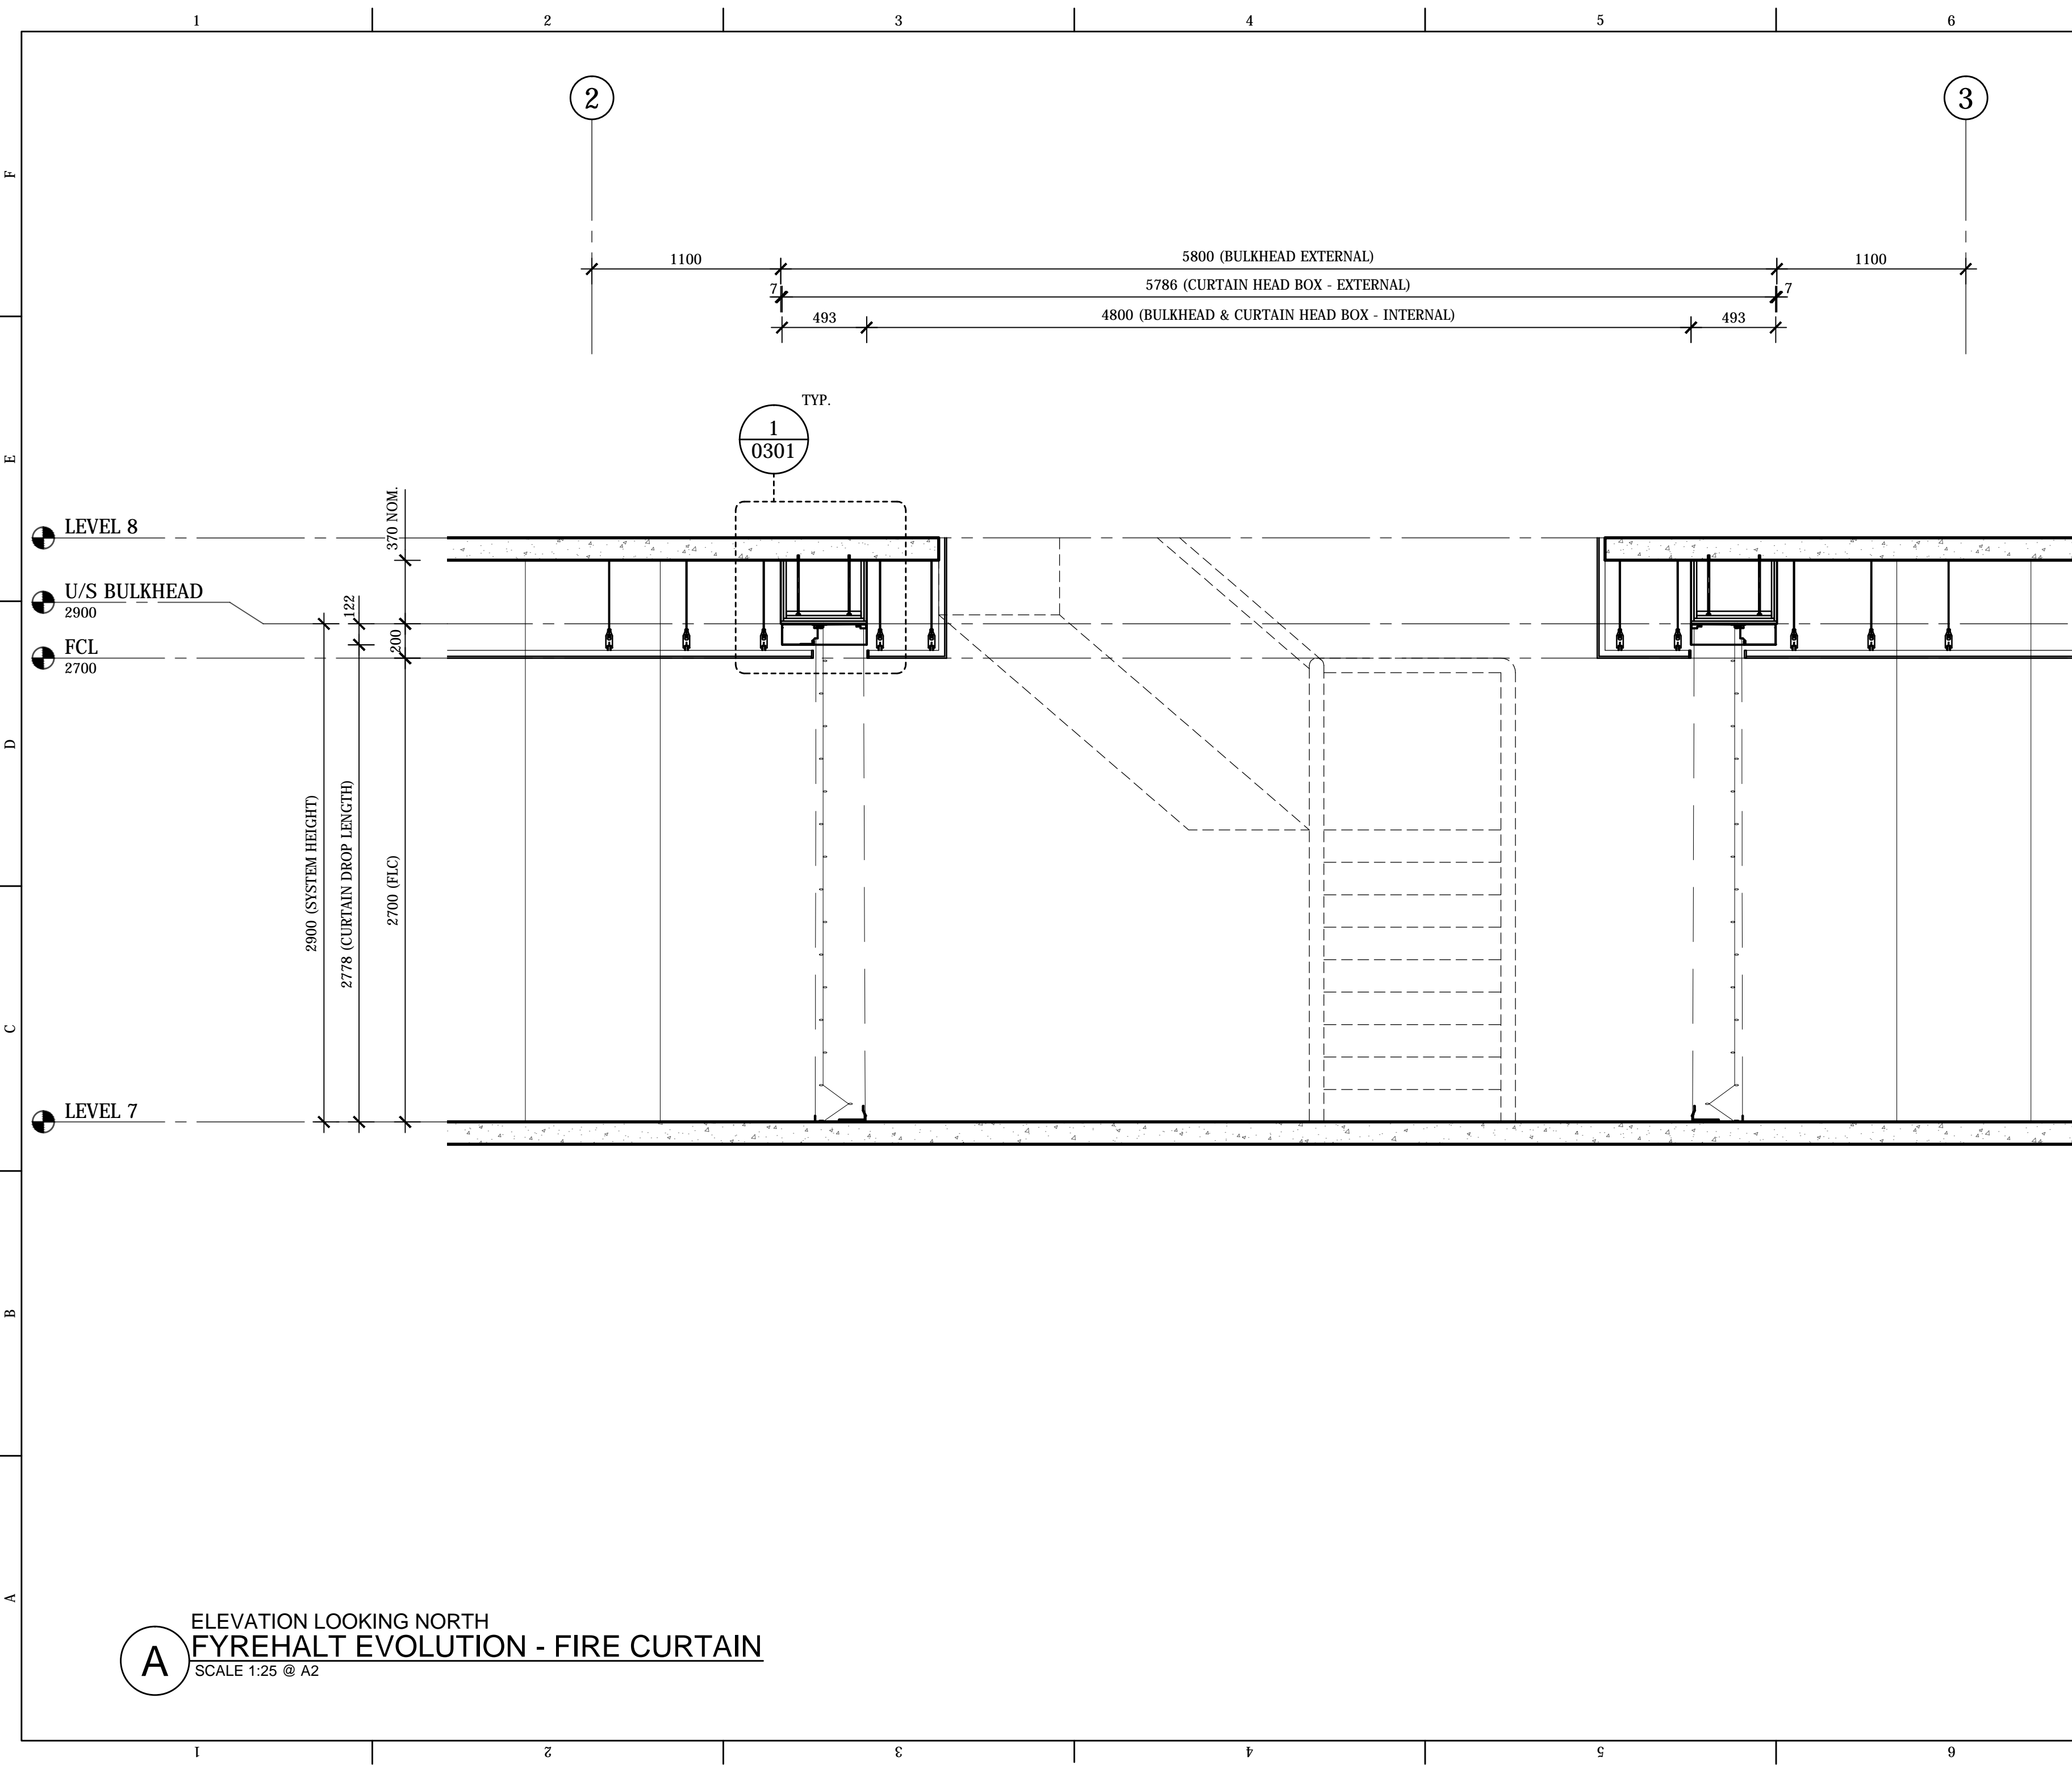 1 2 3 4 5 6
2 3
1100 5800 (BULKHEAD EXTERNAL) 1100
7 5786 (CURTAIN HEAD BOX - EXTERNAL) 7
493 4800 (BULKHEAD & CURTAIN HEAD BOX - INTERNAL) 493
TYP.
1
0301
F
E
D
C
B
A
LEVEL 8
U/S BULKHEAD
2900
FCL
2700
LEVEL 7
370 NOM.
122
200
2900 (SYSTEM HEIGHT)
2778 (CURTAIN DROP LENGTH)
2700 (FLC)
A
ELEVATION LOOKING NORTH
FYREHALT EVOLUTION - FIRE CURTAIN
SCALE 1:25 @ A2
1 2 3 4 5 6